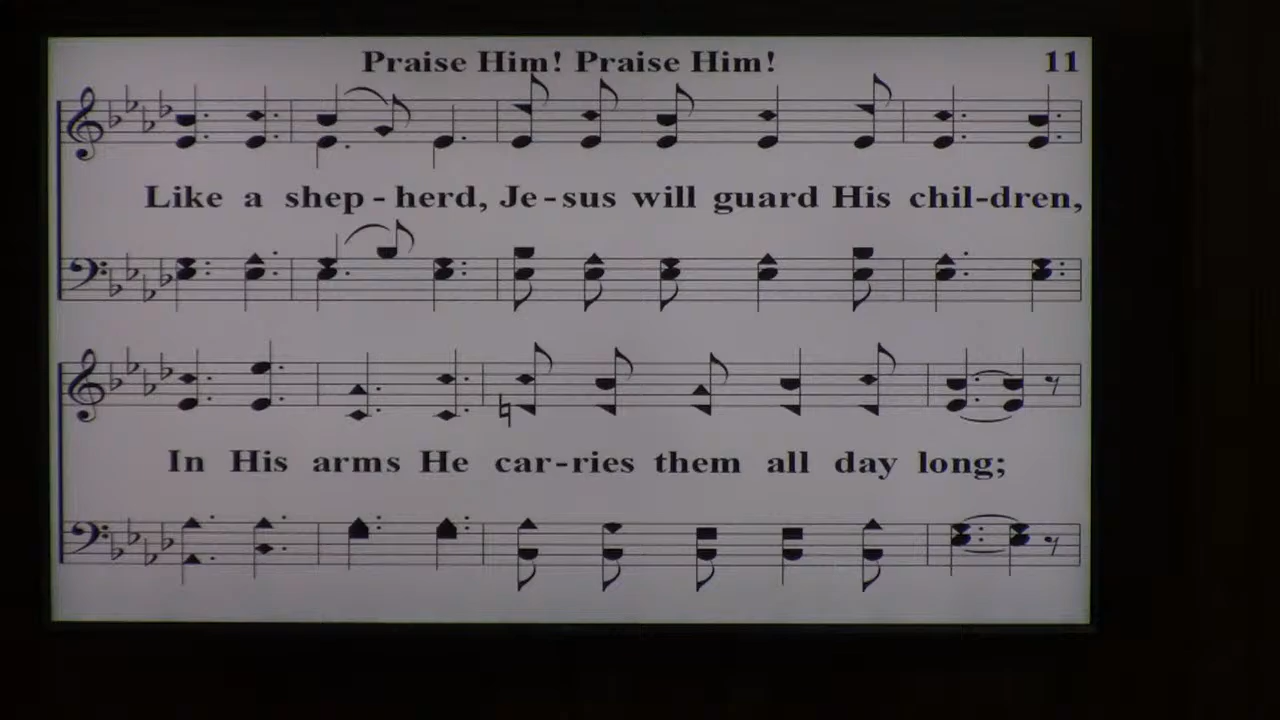 Praise Him! Praise Him! 11
Like a shep - herd, Je - sus will guard His chil-dren,
In His arms He car-ries them all day long;